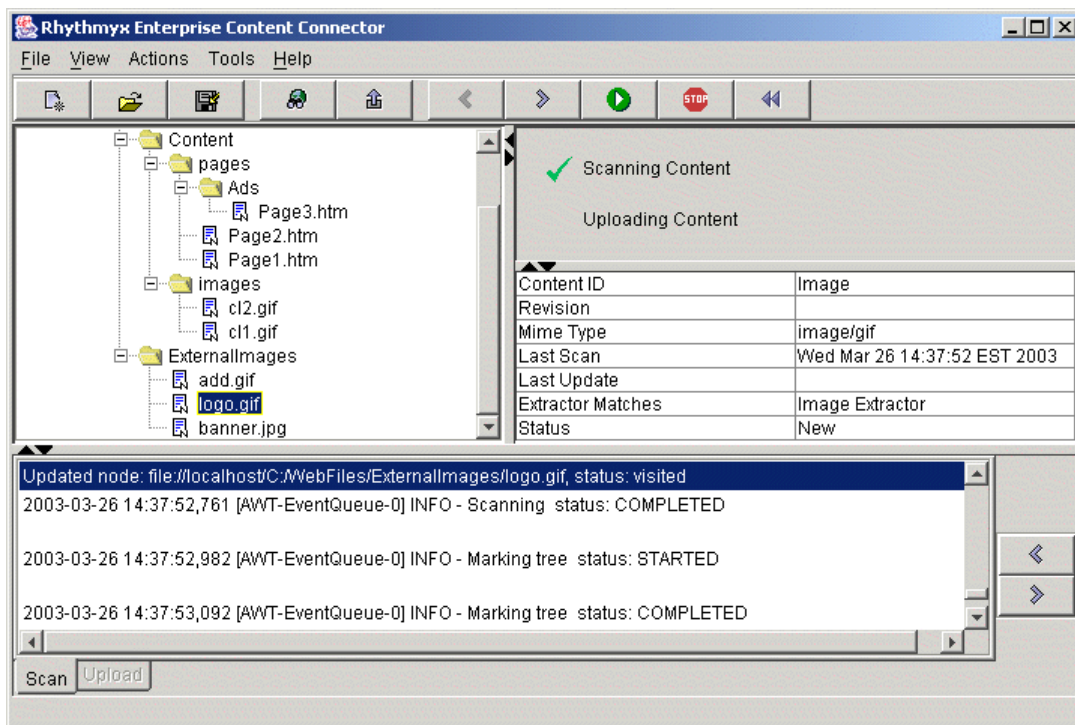 Rhythmyx Enterprise Content Connector
File View Actions Tools Help
STOP
Content
pages
Ads
Page3.htm
Page2.htm
Page1.htm
images
cl2.gif
cl1.gif
ExternalImages
add.gif
logo.gif
banner.jpg
Scanning Content
Uploading Content
Content ID Image
Revision
Mime Type image/gif
Last Scan Wed Mar 26 14:37:52 EST 2003
Last Update
Extractor Matches Image Extractor
Status New
Updated node: file://localhost/C:/WebFiles/ExternalImages/logo.gif, status: visited
2003-03-26 14:37:52,761 [AWT-EventQueue-0] INFO - Scanning status: COMPLETED
2003-03-26 14:37:52,982 [AWT-EventQueue-0] INFO - Marking tree status: STARTED
2003-03-26 14:37:53,092 [AWT-EventQueue-0] INFO - Marking tree status: COMPLETED
Scan Upload